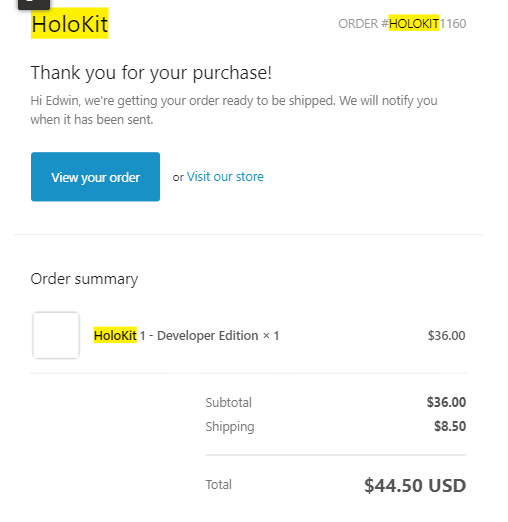 HoloKit
ORDER #HOLOKIT1160
Thank you for your purchase!
Hi Edwin, we're getting your order ready to be shipped. We will notify you
when it has been sent.
View your order
or Visit our store
Order summary
HoloKit 1 - Developer Edition × 1
$36.00
Subtotal
$36.00
Shipping
$8.50
Total
$44.50 USD